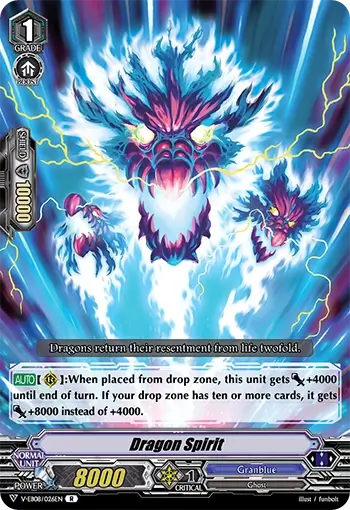 1
GRADE
BOOST
SHIELD
10000
Dragons return their resentment from life twofold.
AUTO [ RC ]:When placed from drop zone, this unit gets +4000
until end of turn. If your drop zone has ten or more cards, it gets
+8000 instead of +4000.
Dragon Spirit
NORMAL
UNIT
POWER
8000
1
CRITICAL
Granblue
Ghost
V-EB08/026EN R
illust / funbolt